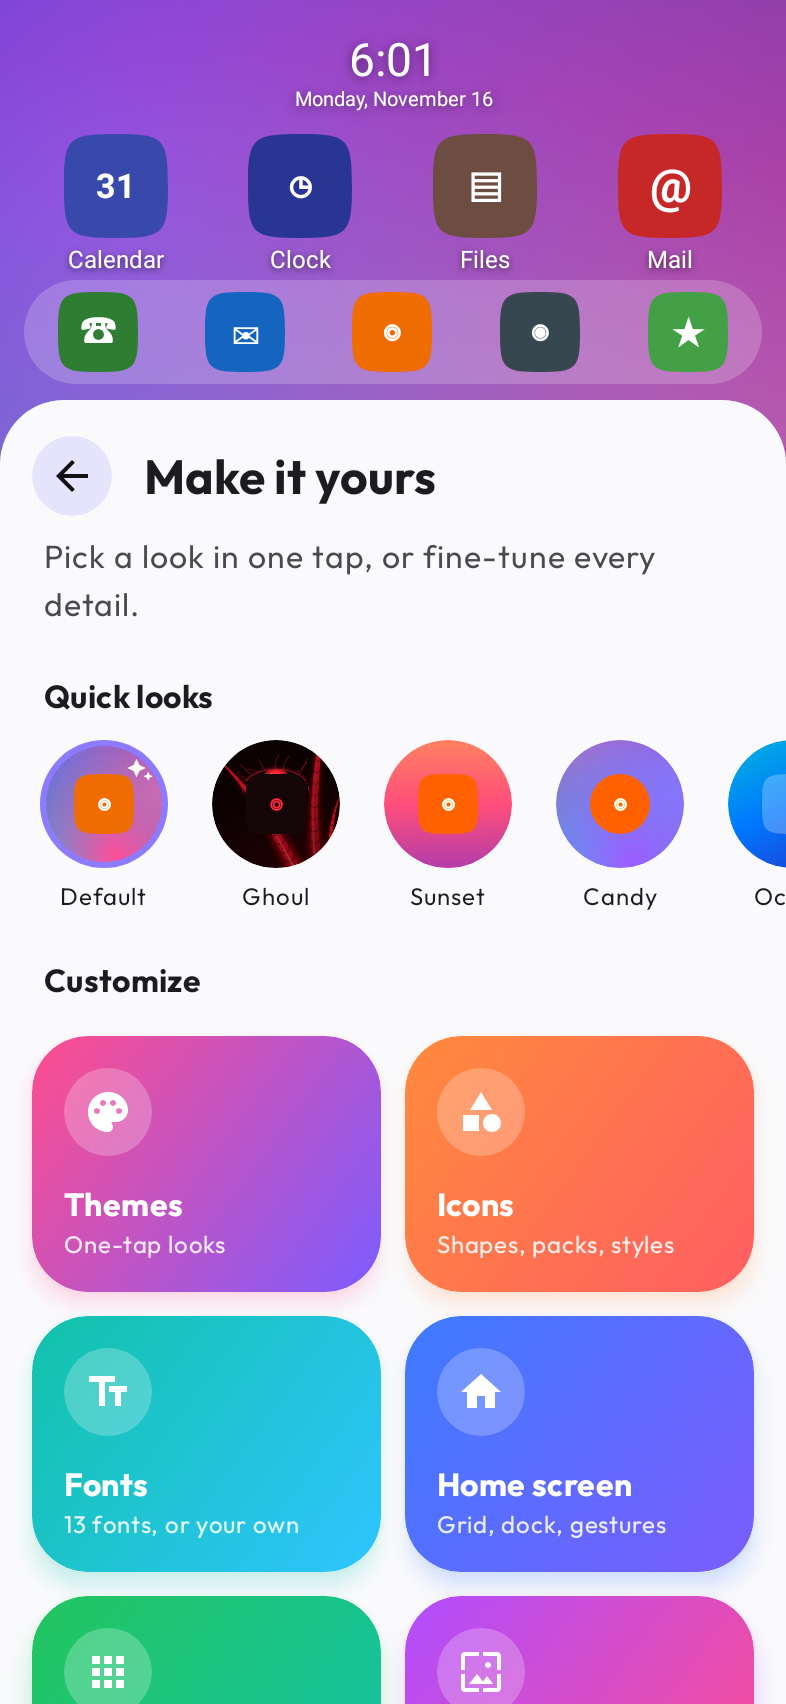 6:01
Monday, November 16
31
@
Calendar
Clock
Files
Mail
Make it yours
Pick a look in one tap, or fine-tune every
detail.
Quick looks
Default
Ghoul
Sunset
Candy
Oc
Customize
Themes
One-tap looks
Icons
Shapes, packs, styles
Tt
Fonts
13 fonts, or your own
Home screen
Grid, dock, gestures